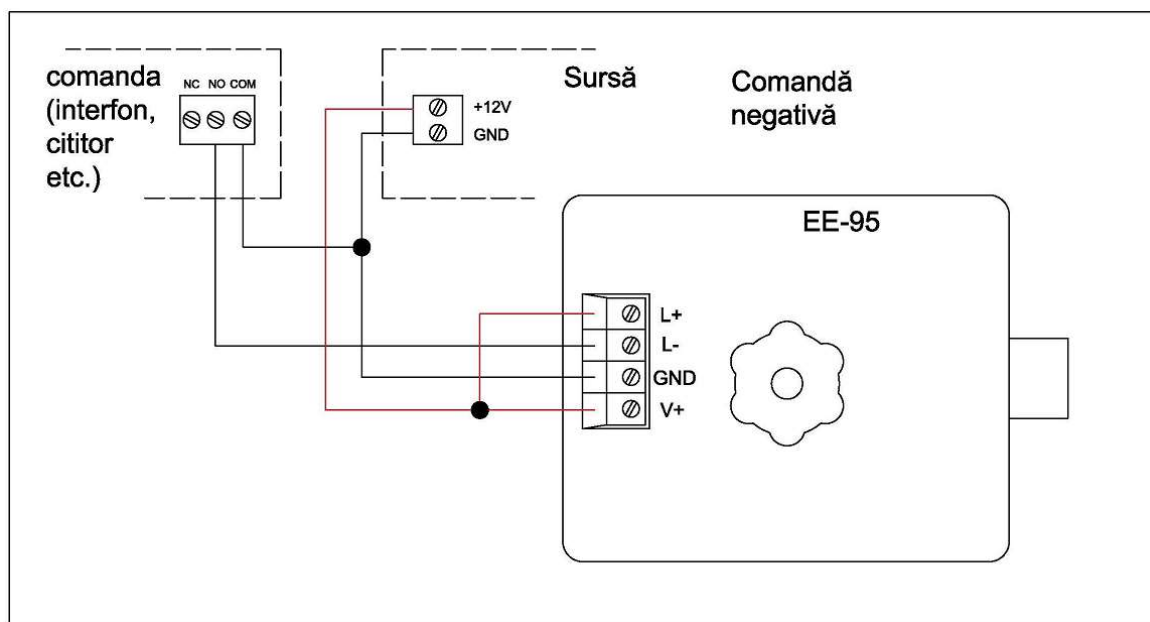 comanda
(interfon,
cititor
etc.)
NC NO COM
+12V
GND
Sursă
Comandă
negativă
EE-95
L+
L-
GND
V+